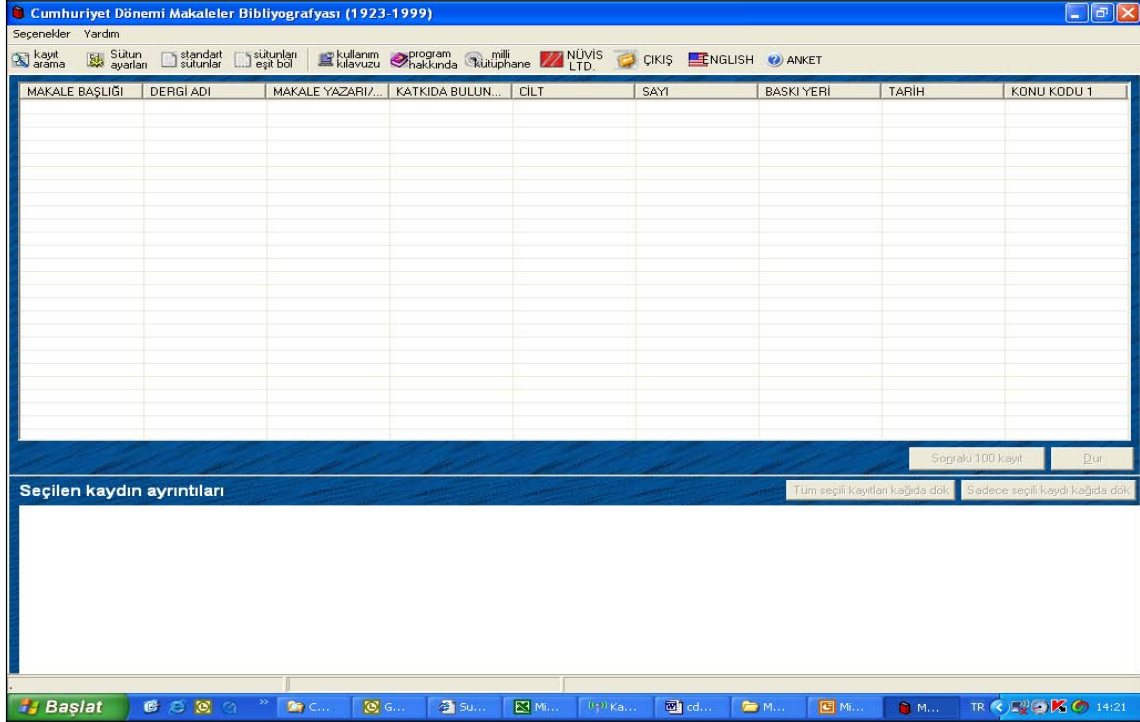 Cumhuriyet Dönemi Makaleler Bibliyografyası (1923-1999)
Seçenekler Yardım
kayıt arama Sütun ayarları standart sütunlar sütunları eşit böl kullanım kılavuzu program hakkında milli kütüphane NÜVİS LTD. ÇIKIŞ ENGLISH ANKET
MAKALE BAŞLIĞI DERGİ ADI MAKALE YAZARI/... KATKIDA BULUN... CİLT SAYI BASKI YERİ TARİH KONU KODU 1
Sonraki 100 kayıt Dur
Seçilen kaydın ayrıntıları Tüm seçili kayıtları kağıda dök Sadece seçili kaydı kağıda dök
Başlat C... G... Su... Mi... Ka... cd... M... Mi... M... TR 14:21